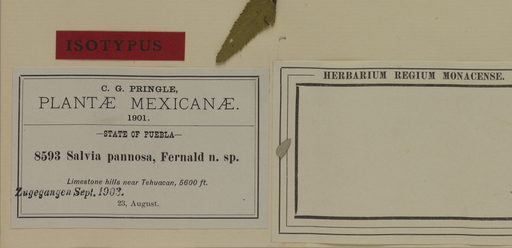 ISOTYPUS
C. G. PRINGLE,
PLANTÆ MEXICANÆ.
1901.
—STATE OF PUEBLA—
8593 Salvia pannosa, Fernald n. sp.
Limestone hills near Tehuacan, 5600 ft.
Zugegangen Sept. 1903.
23, August.
HERBARIUM REGIUM MONACENSE.